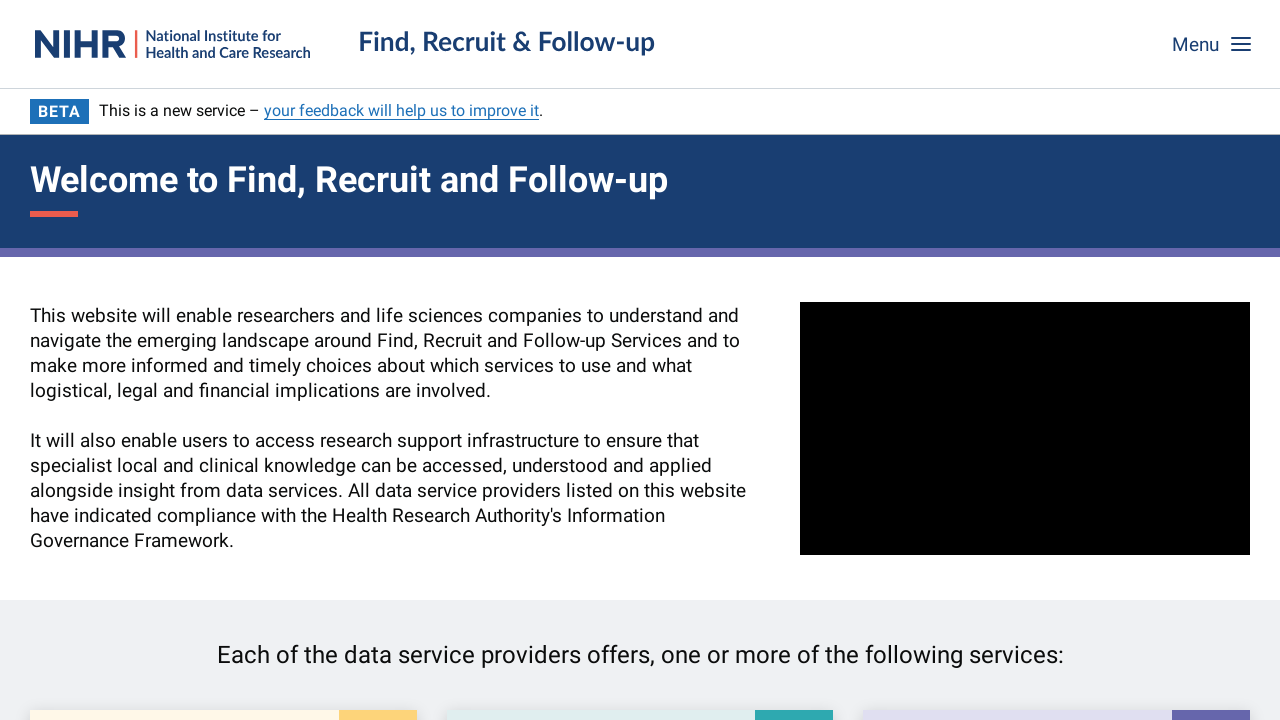 NIHR | National Institute for
Health and Care Research
Find, Recruit & Follow-up
Menu
BETA This is a new service – your feedback will help us to improve it.
Welcome to Find, Recruit and Follow-up
This website will enable researchers and life sciences companies to understand and
navigate the emerging landscape around Find, Recruit and Follow-up Services and to
make more informed and timely choices about which services to use and what
logistical, legal and financial implications are involved.
It will also enable users to access research support infrastructure to ensure that
specialist local and clinical knowledge can be accessed, understood and applied
alongside insight from data services. All data service providers listed on this website
have indicated compliance with the Health Research Authority's Information
Governance Framework.
Each of the data service providers offers, one or more of the following services: